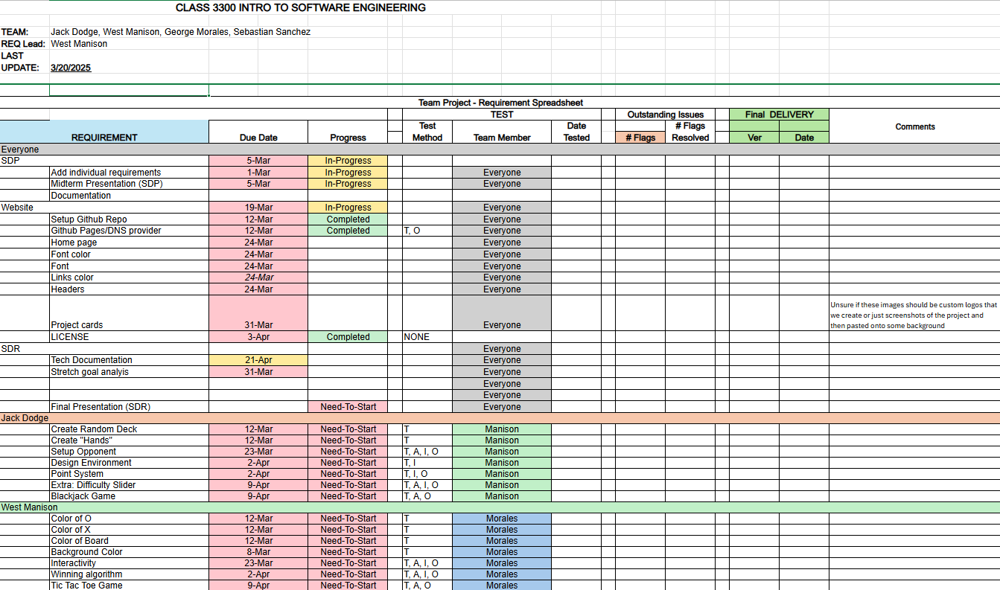 CLASS 3300 INTRO TO SOFTWARE ENGINEERING
TEAM: Jack Dodge, West Manison, George Morales, Sebastian Sanchez
REQ Lead: West Manison
LAST
UPDATE: 3/20/2025
Team Project - Requirement Spreadsheet
TEST Outstanding Issues Final DELIVERY
REQUIREMENT Due Date Progress Test Method Team Member Date Tested # Flags # Flags Resolved Ver Date Comments
Everyone
SDP 5-Mar In-Progress
Add individual requirements 1-Mar In-Progress Everyone
Midterm Presentation (SDP) 5-Mar In-Progress Everyone
Documentation
Website 19-Mar In-Progress Everyone
Setup Github Repo 12-Mar Completed Everyone
Github Pages/DNS provider 12-Mar Completed T, O Everyone
Home page 24-Mar Everyone
Font color 24-Mar Everyone
Font 24-Mar Everyone
Links color 24-Mar Everyone
Headers 24-Mar Everyone
Project cards 31-Mar Everyone Unsure if these images should be custom logos that
we create or just screenshots of the project and
then pasted onto some background
LICENSE 3-Apr Completed NONE
SDR Everyone
Tech Documentation 21-Apr Everyone
Stretch goal analyis 31-Mar Everyone
Everyone
Everyone
Final Presentation (SDR) Need-To-Start Everyone
Jack Dodge
Create Random Deck 12-Mar Need-To-Start T Manison
Create "Hands" 12-Mar Need-To-Start T Manison
Setup Opponent 23-Mar Need-To-Start T, A, I, O Manison
Design Environment 2-Apr Need-To-Start T, I Manison
Point System 2-Apr Need-To-Start T, I, O Manison
Extra: Difficulty Slider 9-Apr Need-To-Start T, A, I, O Manison
Blackjack Game 9-Apr Need-To-Start T, A, O Manison
West Manison
Color of O 12-Mar Need-To-Start T Morales
Color of X 12-Mar Need-To-Start T Morales
Color of Board 12-Mar Need-To-Start T Morales
Background Color 8-Mar Need-To-Start T Morales
Interactivity 23-Mar Need-To-Start T, A, I, O Morales
Winning algorithm 2-Apr Need-To-Start T, A, I, O Morales
Tic Tac Toe Game 9-Apr Need-To-Start T, A, O Morales